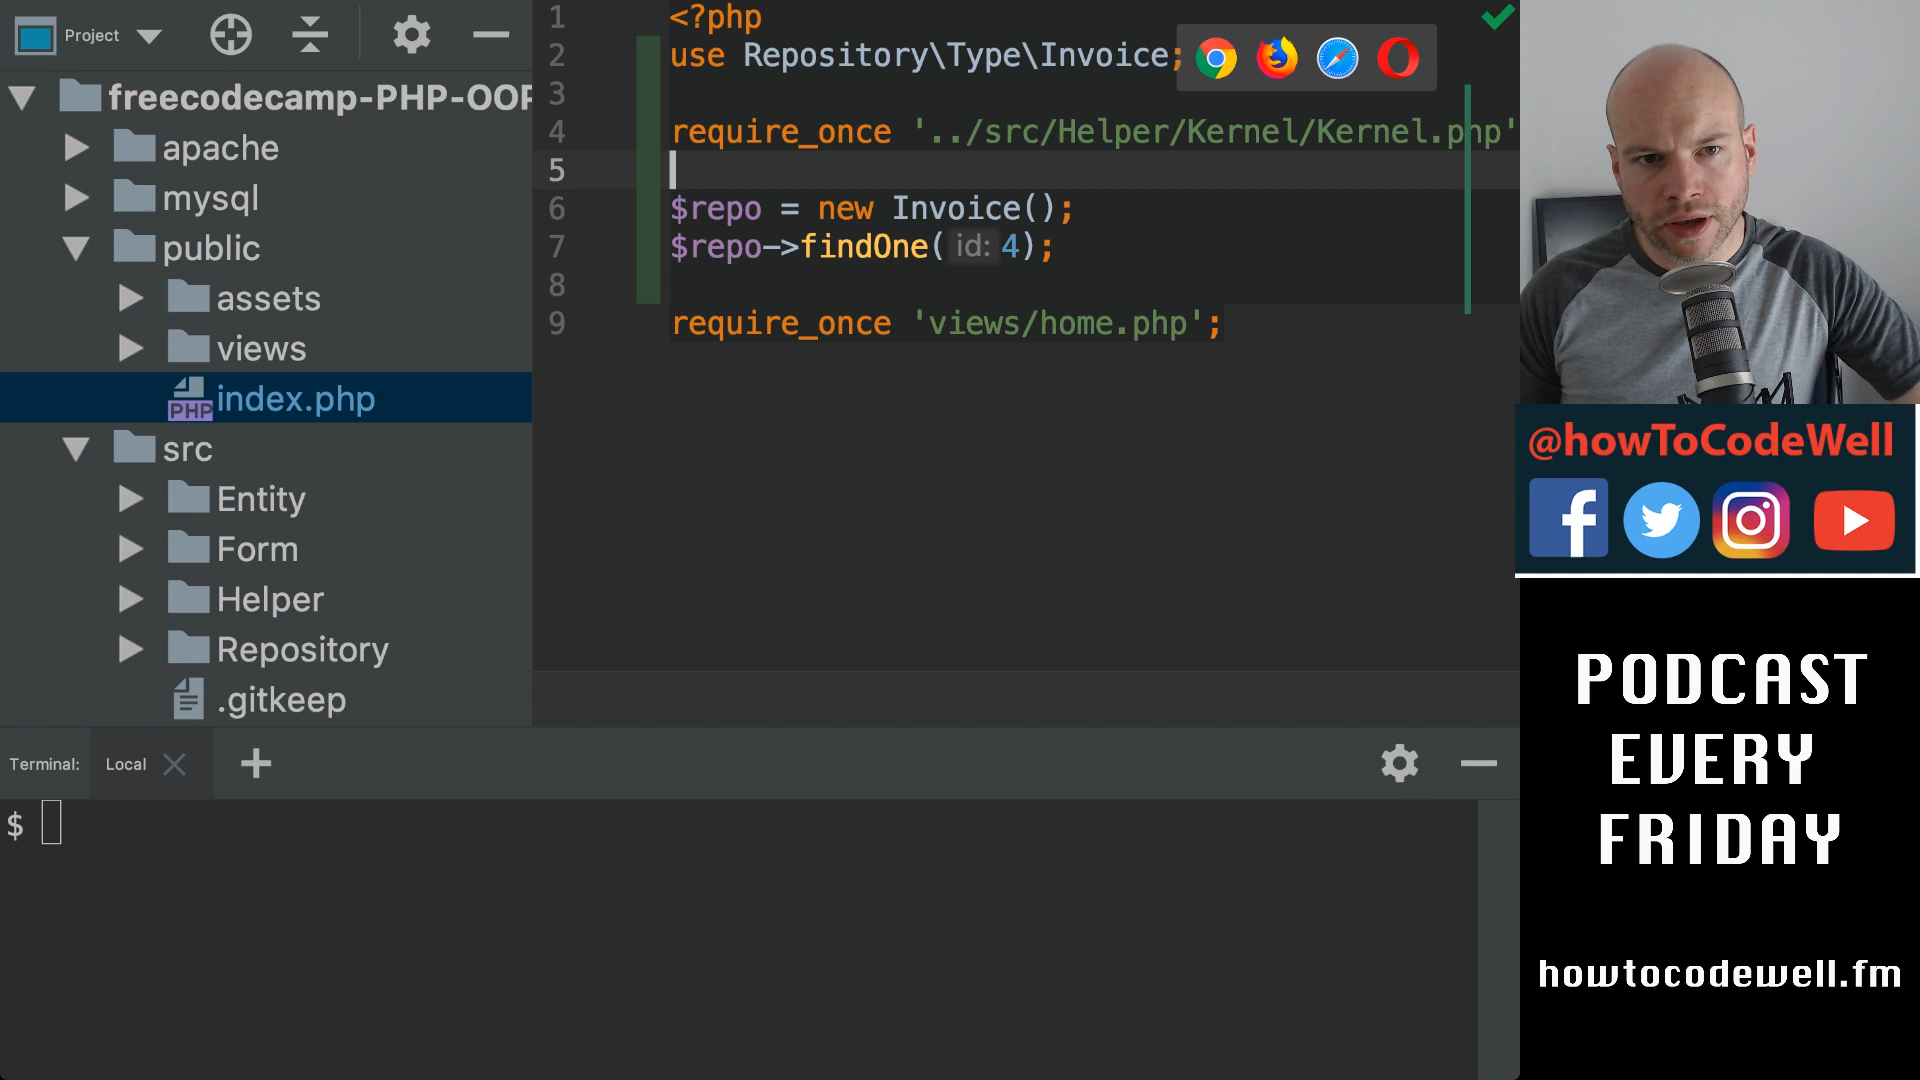 Project
freecodecamp-PHP-OOP
apache
mysql
public
assets
views
PHP index.php
src
Entity
Form
Helper
Repository
.gitkeep
1 <?php
2 use Repository\Type\Invoice;
3
4 require_once '../src/Helper/Kernel/Kernel.php'
5
6 $repo = new Invoice();
7 $repo->findOne( id: 4);
8
9 require_once 'views/home.php';
Terminal: Local
$
@howToCodeWell
PODCAST
EVERY
FRIDAY
howtocodewell.fm